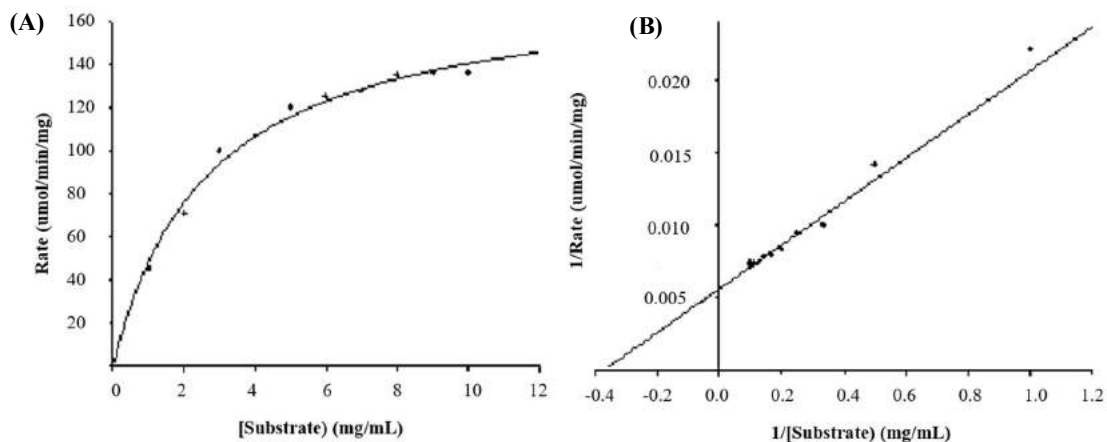 (A)
Rate (umol/min/mg)
160
140
120
100
80
60
40
20
0 2 4 6 8 10 12
[Substrate) (mg/mL)
(B)
1/Rate (umol/min/mg)
0.020
0.015
0.010
0.005
-0.4 -0.2 0.0 0.2 0.4 0.6 0.8 1.0 1.2
1/[Substrate) (mg/mL)